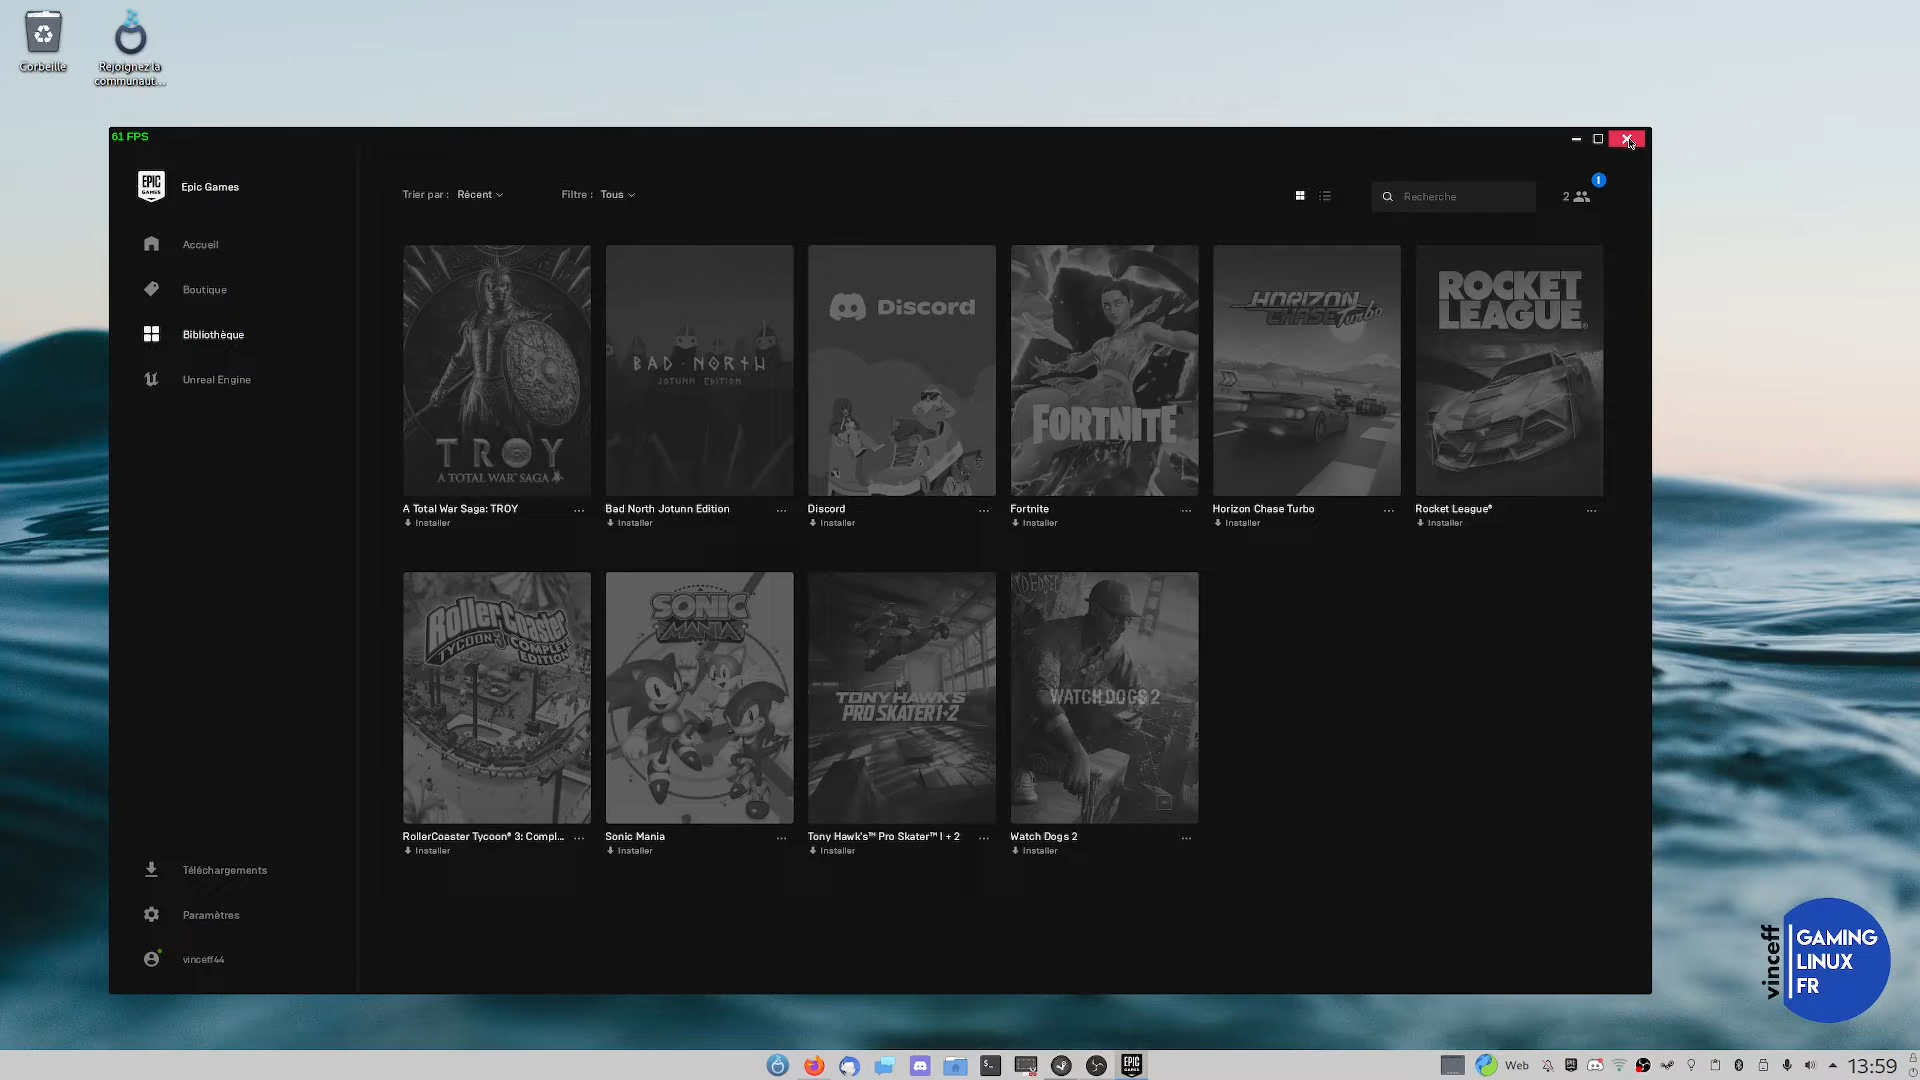 Corbeille
Rejoignez la
communaut...
61 FPS
EPIC
GAMES
Epic Games
Accueil
Boutique
Bibliothèque
Unreal Engine
Téléchargements
Paramètres
vinceff44
Trier par : Récent
Filtre : Tous
Recherche
2
1
TROY
A TOTAL WAR SAGA
BAD NORTH
JOTUNN EDITION
Discord
FORTNITE
HORIZON
CHASE Turbo
ROCKET
LEAGUE
A Total War Saga: TROY
...
Installer
Bad North Jotunn Edition
...
Installer
Discord
...
Installer
Fortnite
...
Installer
Horizon Chase Turbo
...
Installer
Rocket League®
...
Installer
RollerCoaster
TYCOON 3 COMPLETE
EDITION
SONIC
MANIA
TONY HAWK'S
PRO SKATER 1+2
WATCH DOGS 2
RollerCoaster Tycoon® 3: Compl...
...
Installer
Sonic Mania
...
Installer
Tony Hawk's™ Pro Skater™ 1 + 2
...
Installer
Watch Dogs 2
...
Installer
vinceff
GAMING
LINUX
FR
EPIC
GAMES
Web
13:59